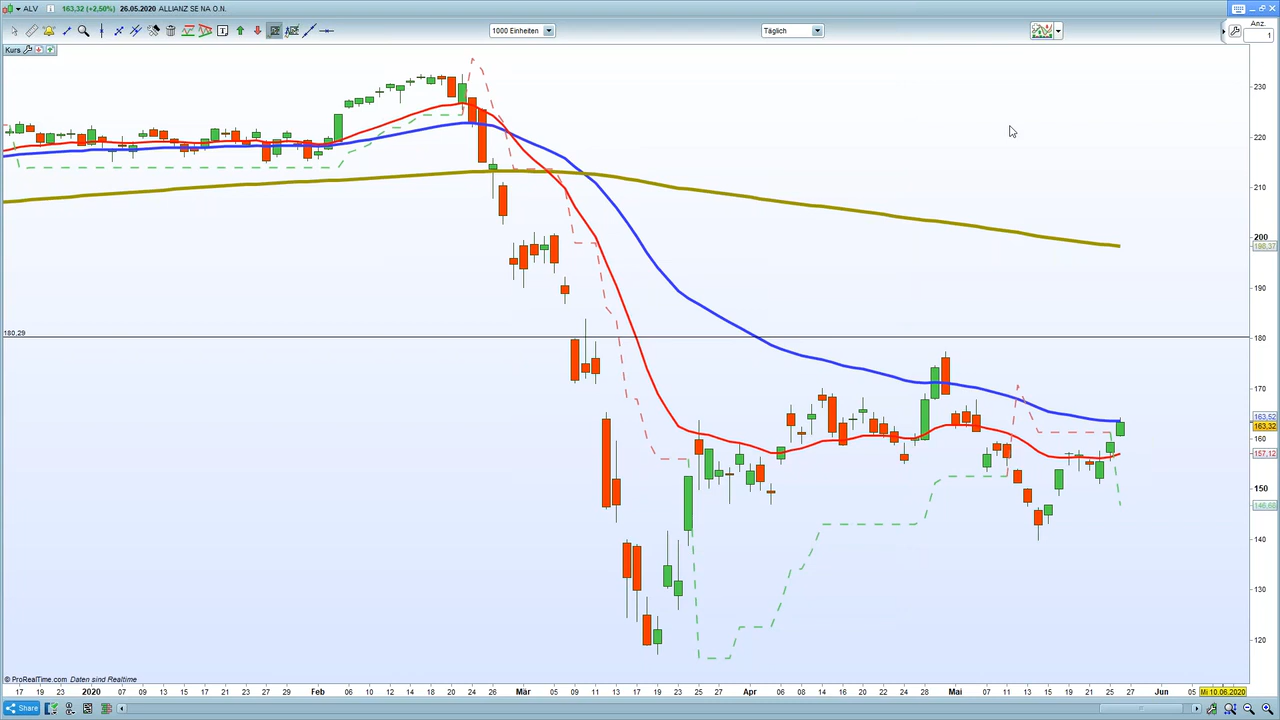 ALV 163,32 (+2,50%) 26.05.2020 ALLIANZ SE NA O.N.
1000 Einheiten
Täglich
Anz.
1
Kurs
230
220
210
200
198,37
190
180,29
180
170
163,52
163,32
160
157,12
150
140
130
120
© ProRealTime.com Daten sind Realtime
17 19 23 2020 07 09 13 15 17 21 23 27 29 Feb 06 10 12 14 18 20 24 26 Mär 05 09 11 13 17 19 23 25 27 Apr 06 08 14 16 20 22 24 28 Mai 07 11 13 15 19 21 25 27 Jun 05 Mi 10.06.2020
Share